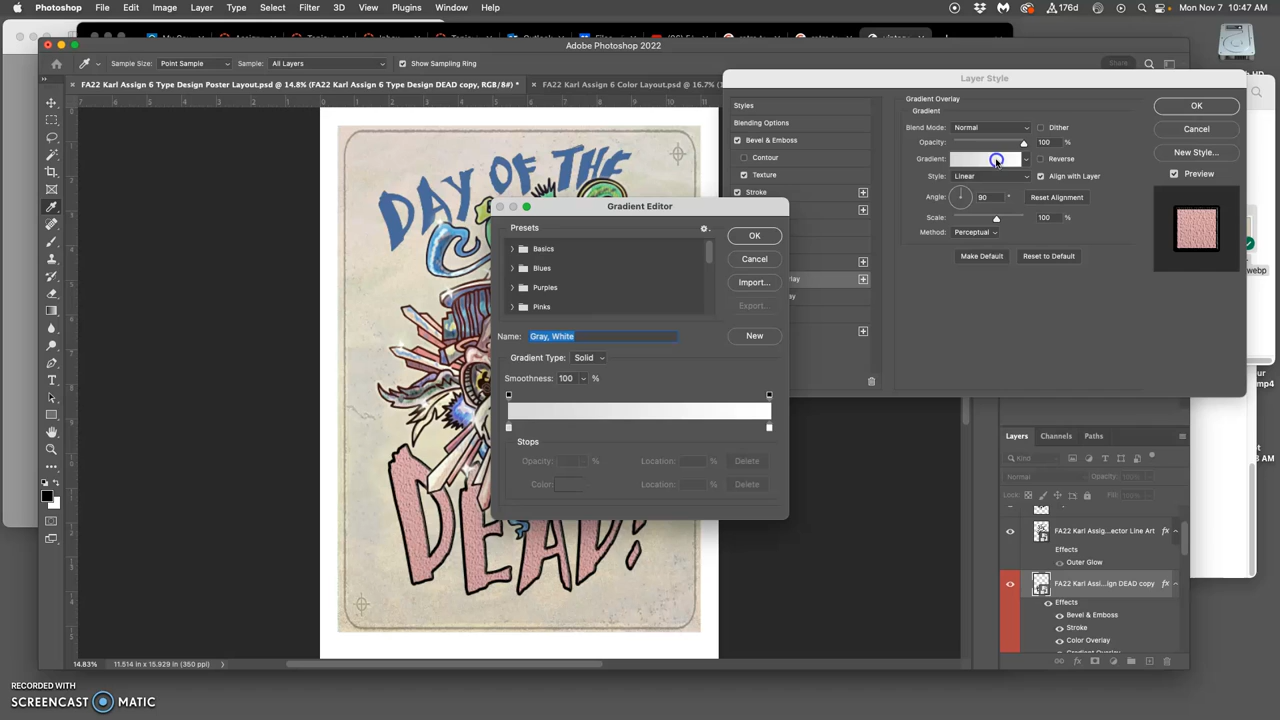 Photoshop File Edit Image Layer Type Select Filter 3D View Plugins Window Help
176d Mon Nov 7 10:47 AM
Adobe Photoshop 2022
Sample Size: Point Sample Sample: All Layers Show Sampling Ring Share
FA22 Karl Assign 6 Type Design Poster Layout.psd @ 14.8% (FA22 Karl Assign 6 Type Design DEAD copy, RGB/8#) *
FA22 Karl Assign 6 Color Layout.psd @ 16.7%
DAY OF THE
DEAD!
Layer Style
Styles
Blending Options
Bevel & Emboss
Contour
Texture
Stroke
Gradient Overlay
Gradient
Blend Mode: Normal Dither
Opacity: 100 %
Gradient: Reverse
Style: Linear Align with Layer
Angle: 90 ° Reset Alignment
Scale: 100 %
Method: Perceptual
Make Default Reset to Default
OK
Cancel
New Style...
Preview
Gradient Editor
Presets
Basics
Blues
Purples
Pinks
OK
Cancel
Import...
Export...
Name: Gray, White
New
Gradient Type: Solid
Smoothness: 100 %
Stops
Opacity: % Location: % Delete
Color: Location: % Delete
Layers Channels Paths
Kind
Normal Opacity:
Lock: Fill:
FA22 Karl Assig...ector Line Art
Effects
Outer Glow
FA22 Karl Assi...ign DEAD copy fx
Effects
Bevel & Emboss
Stroke
Color Overlay
Gradient Overlay
14.83% 11.514 in x 15.929 in (350 ppi)
.webp
RECORDED WITH
SCREENCAST MATIC